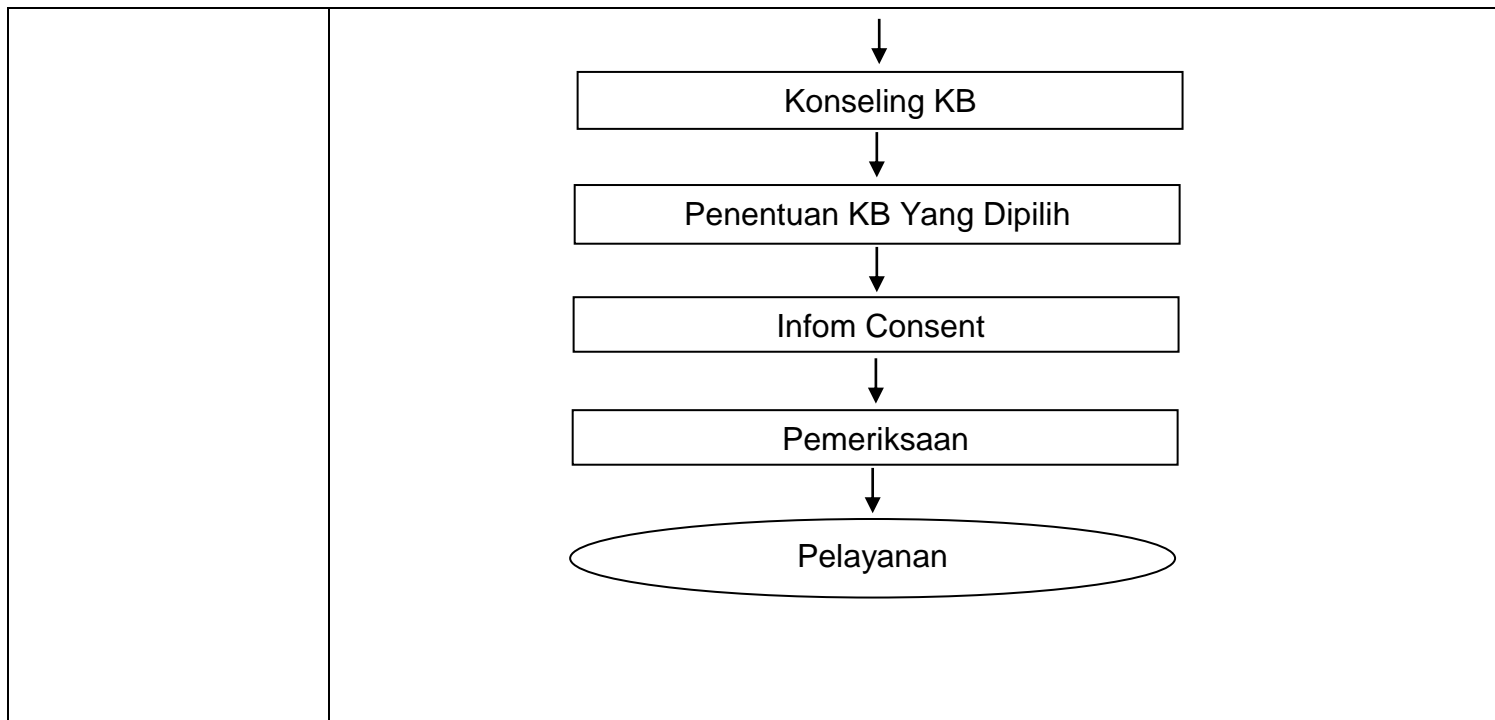 Konseling KB
Penentuan KB Yang Dipilih
Infom Consent
Pemeriksaan
Pelayanan